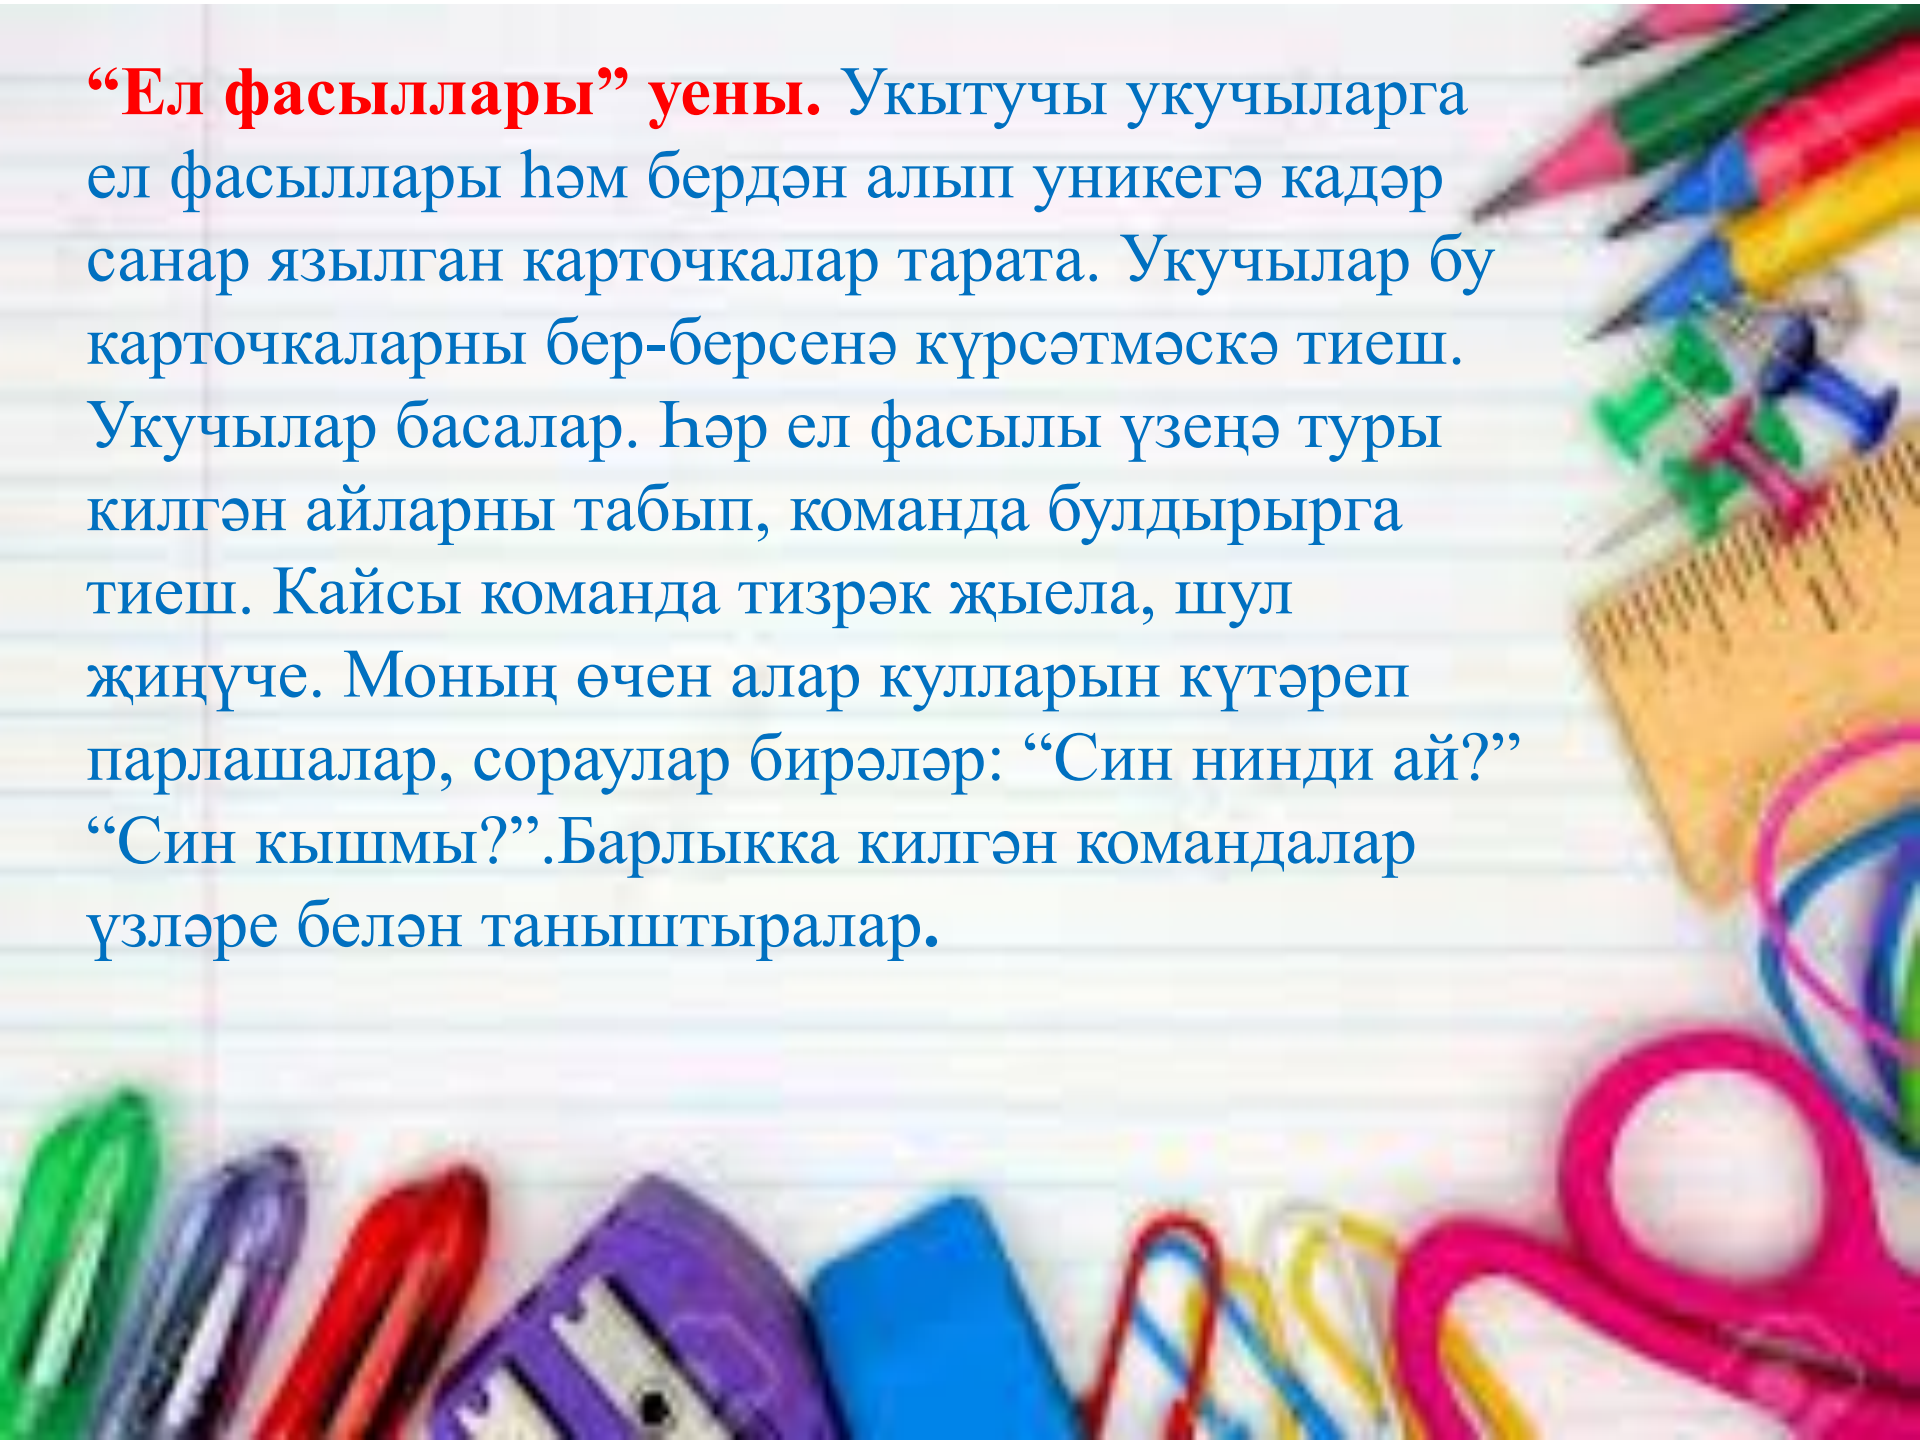 “Ел фасыллары” уены. Укытучы укучыларга
ел фасыллары һәм бердән алып уникегә кадәр
санар язылган карточкалар тарата. Укучылар бу
карточкаларны бер-берсенә күрсәтмәскә тиеш.
Укучылар басалар. Һәр ел фасылы үзеңә туры
килгән айларны табып, команда булдырырга
тиеш. Кайсы команда тизрәк җыела, шул
җиңүче. Моның өчен алар кулларын күтәреп
парлашалар, сораулар бирәләр: “Син нинди ай?”
“Син кышмы?”.Барлыкка килгән командалар
үзләре белән таныштыралар.